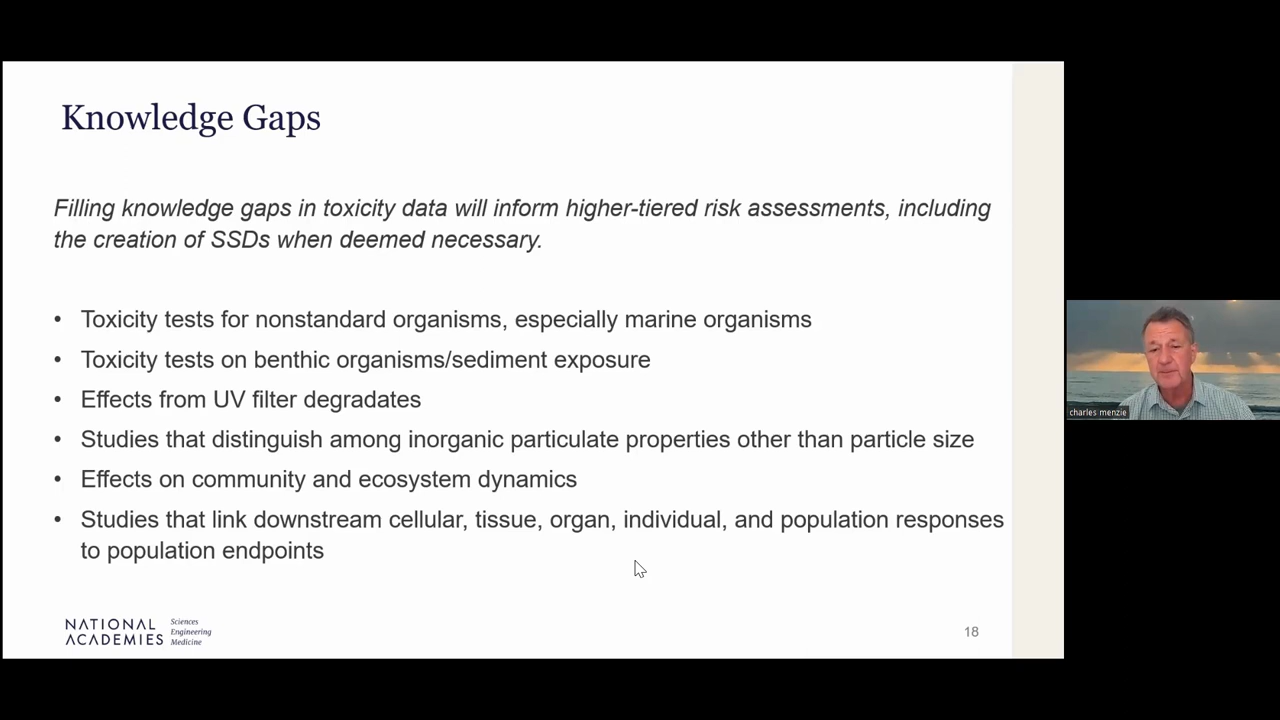 Knowledge Gaps
Filling knowledge gaps in toxicity data will inform higher-tiered risk assessments, including
the creation of SSDs when deemed necessary.
• Toxicity tests for nonstandard organisms, especially marine organisms
• Toxicity tests on benthic organisms/sediment exposure
• Effects from UV filter degradates
• Studies that distinguish among inorganic particulate properties other than particle size
• Effects on community and ecosystem dynamics
• Studies that link downstream cellular, tissue, organ, individual, and population responses
to population endpoints
NATIONAL
ACADEMIES
Sciences
Engineering
Medicine
18
charles menzie